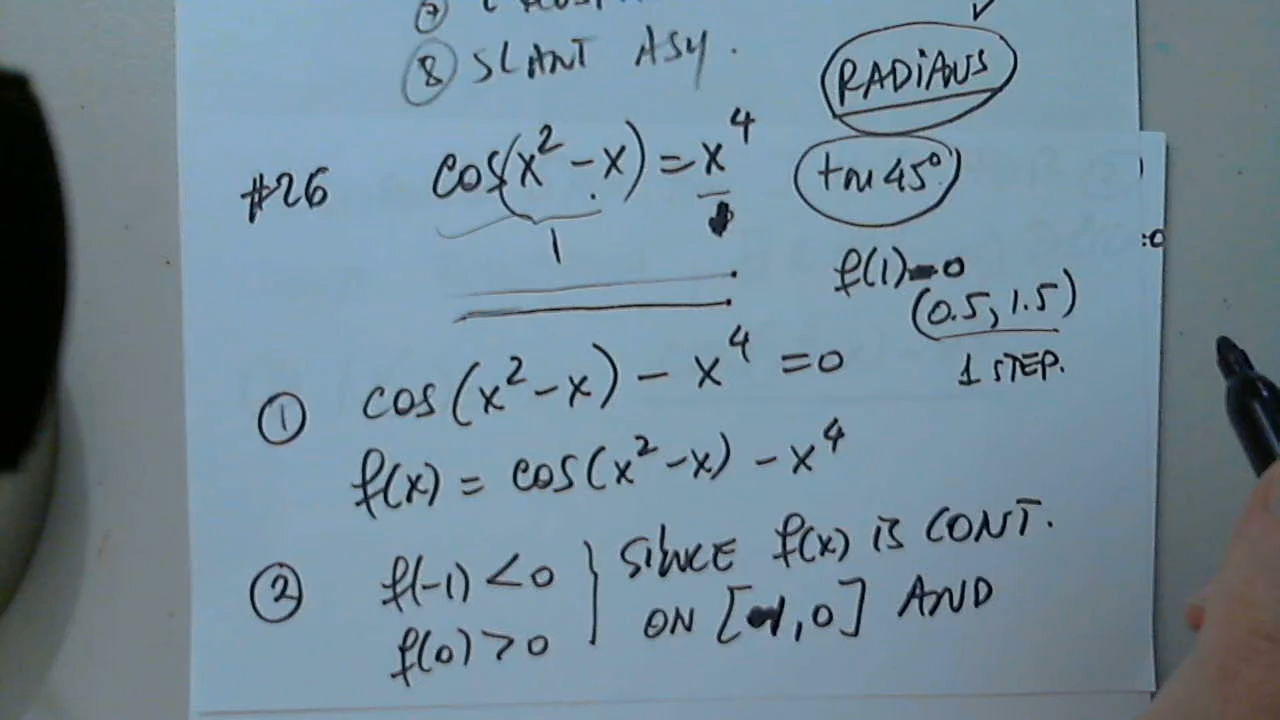 ⑦
⑧ SLANT ASY.
RADIANS
#26 cos(x² - x) = x⁴
tan 45°
1
f(1) = 0
(0.5, 1.5)
1 STEP.
① cos(x² - x) - x⁴ = 0
f(x) = cos(x² - x) - x⁴
② f(-1) < 0 } SINCE f(x) is CONT.
f(0) > 0 ON [-1, 0] AND